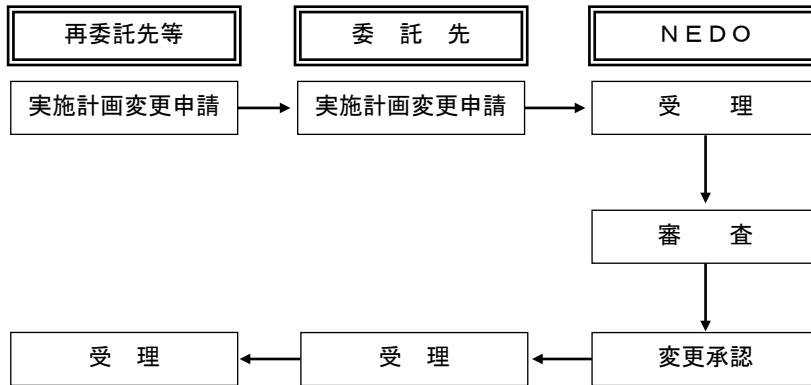 再委託先等
委　託　先
ＮＥＤＯ
実施計画変更申請
実施計画変更申請
受　　理
審　　査
受　理
受　理
変更承認